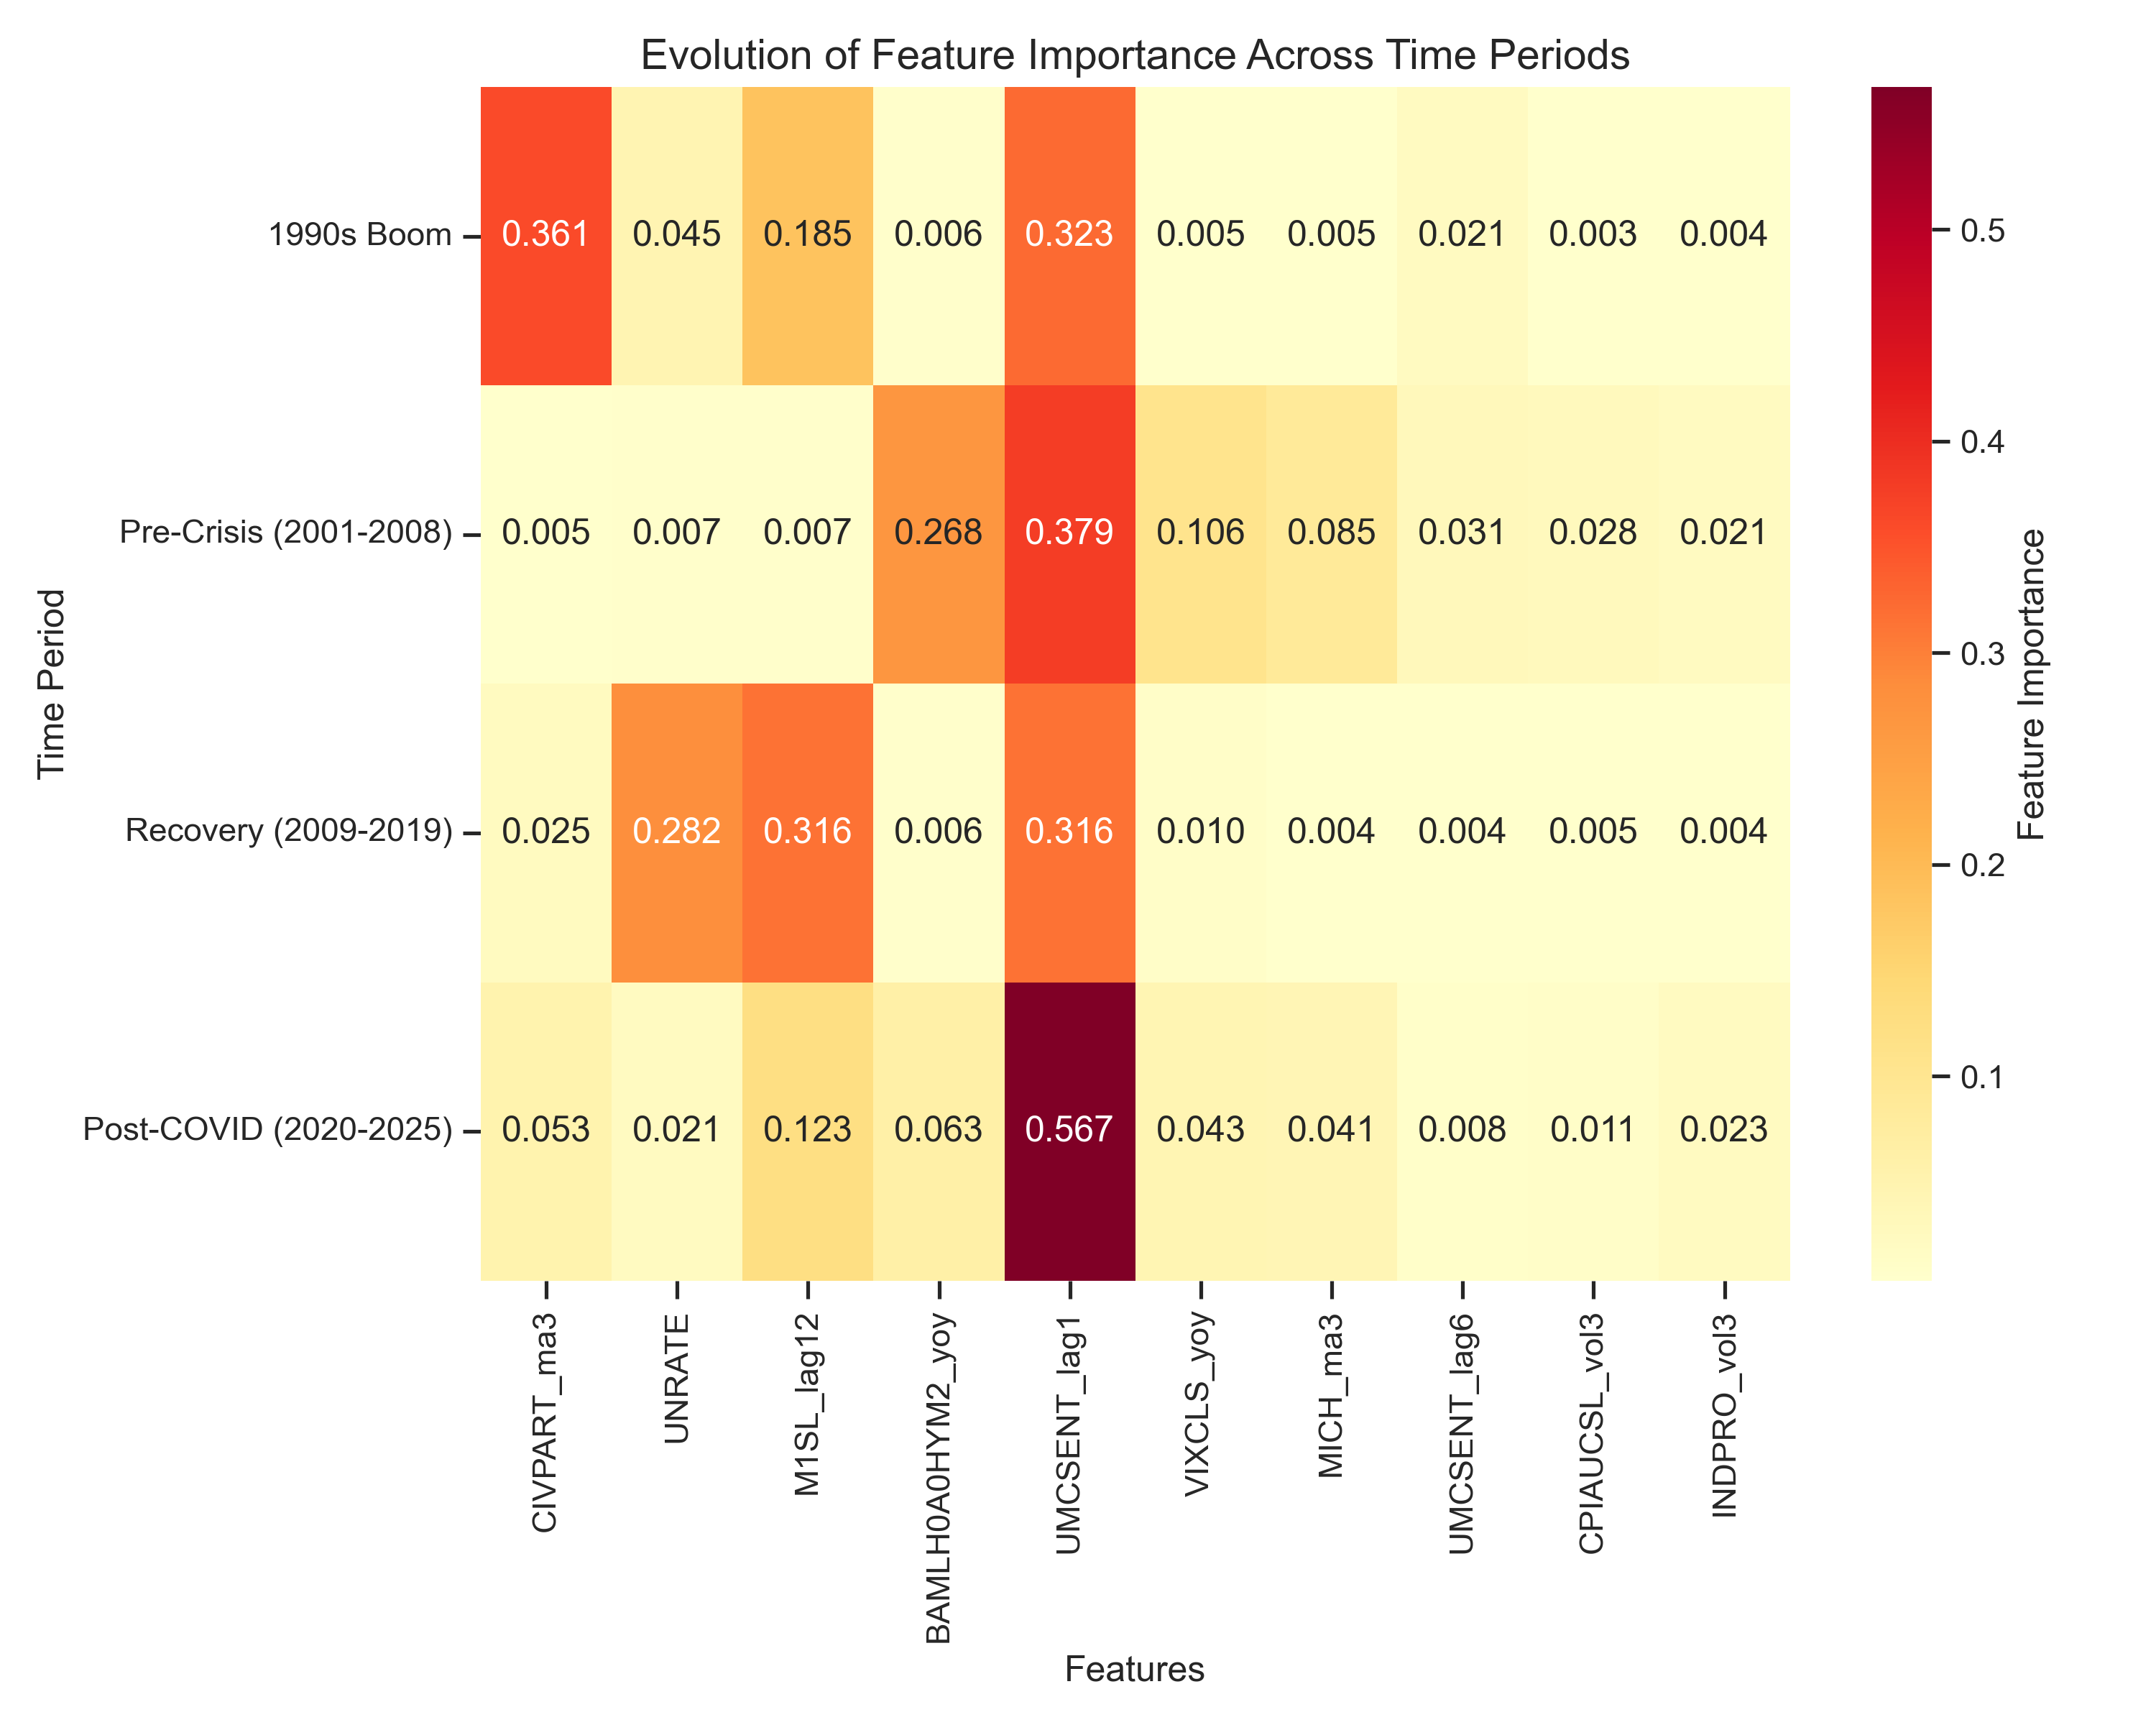 Evolution of Feature Importance Across Time Periods
Time Period
1990s Boom
0.361 0.045 0.185 0.006 0.323 0.005 0.005 0.021 0.003 0.004
Pre-Crisis (2001-2008)
0.005 0.007 0.007 0.268 0.379 0.106 0.085 0.031 0.028 0.021
Recovery (2009-2019)
0.025 0.282 0.316 0.006 0.316 0.010 0.004 0.004 0.005 0.004
Post-COVID (2020-2025)
0.053 0.021 0.123 0.063 0.567 0.043 0.041 0.008 0.011 0.023
CIVPART_ma3
UNRATE
M1SL_lag12
BAMLH0A0HYM2_yoy
UMCSENT_lag1
VIXCLS_yoy
MICH_ma3
UMCSENT_lag6
CPIAUCSL_vol3
INDPRO_vol3
Features
0.5
0.4
0.3
0.2
0.1
Feature Importance